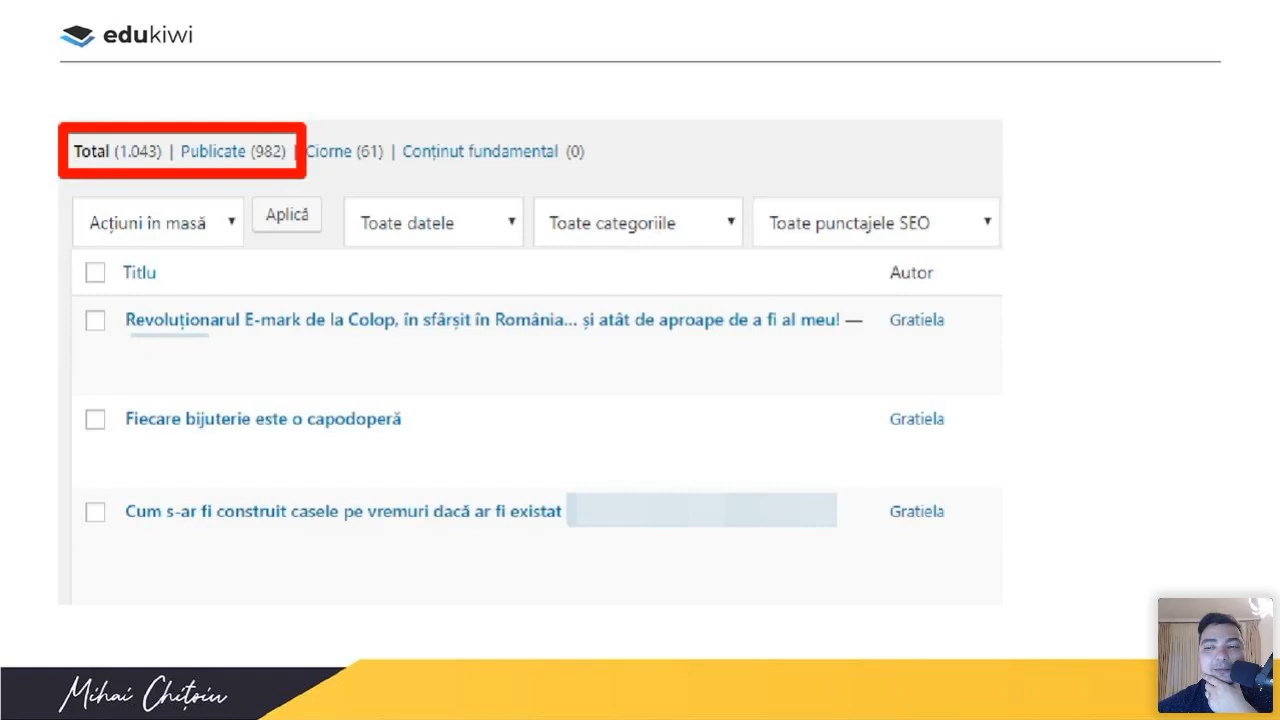 edukiwi
Total (1.043) | Publicate (982) | Ciorne (61) | Conținut fundamental (0)
Acțiuni în masă Aplică Toate datele Toate categoriile Toate punctajele SEO
Titlu Autor
Revoluționarul E-mark de la Colop, în sfârșit în România... și atât de aproape de a fi al meu! — Gratiela
Fiecare bijuterie este o capodoperă Gratiela
Cum s-ar fi construit casele pe vremuri dacă ar fi existat Gratiela
Mihai Chițoiu